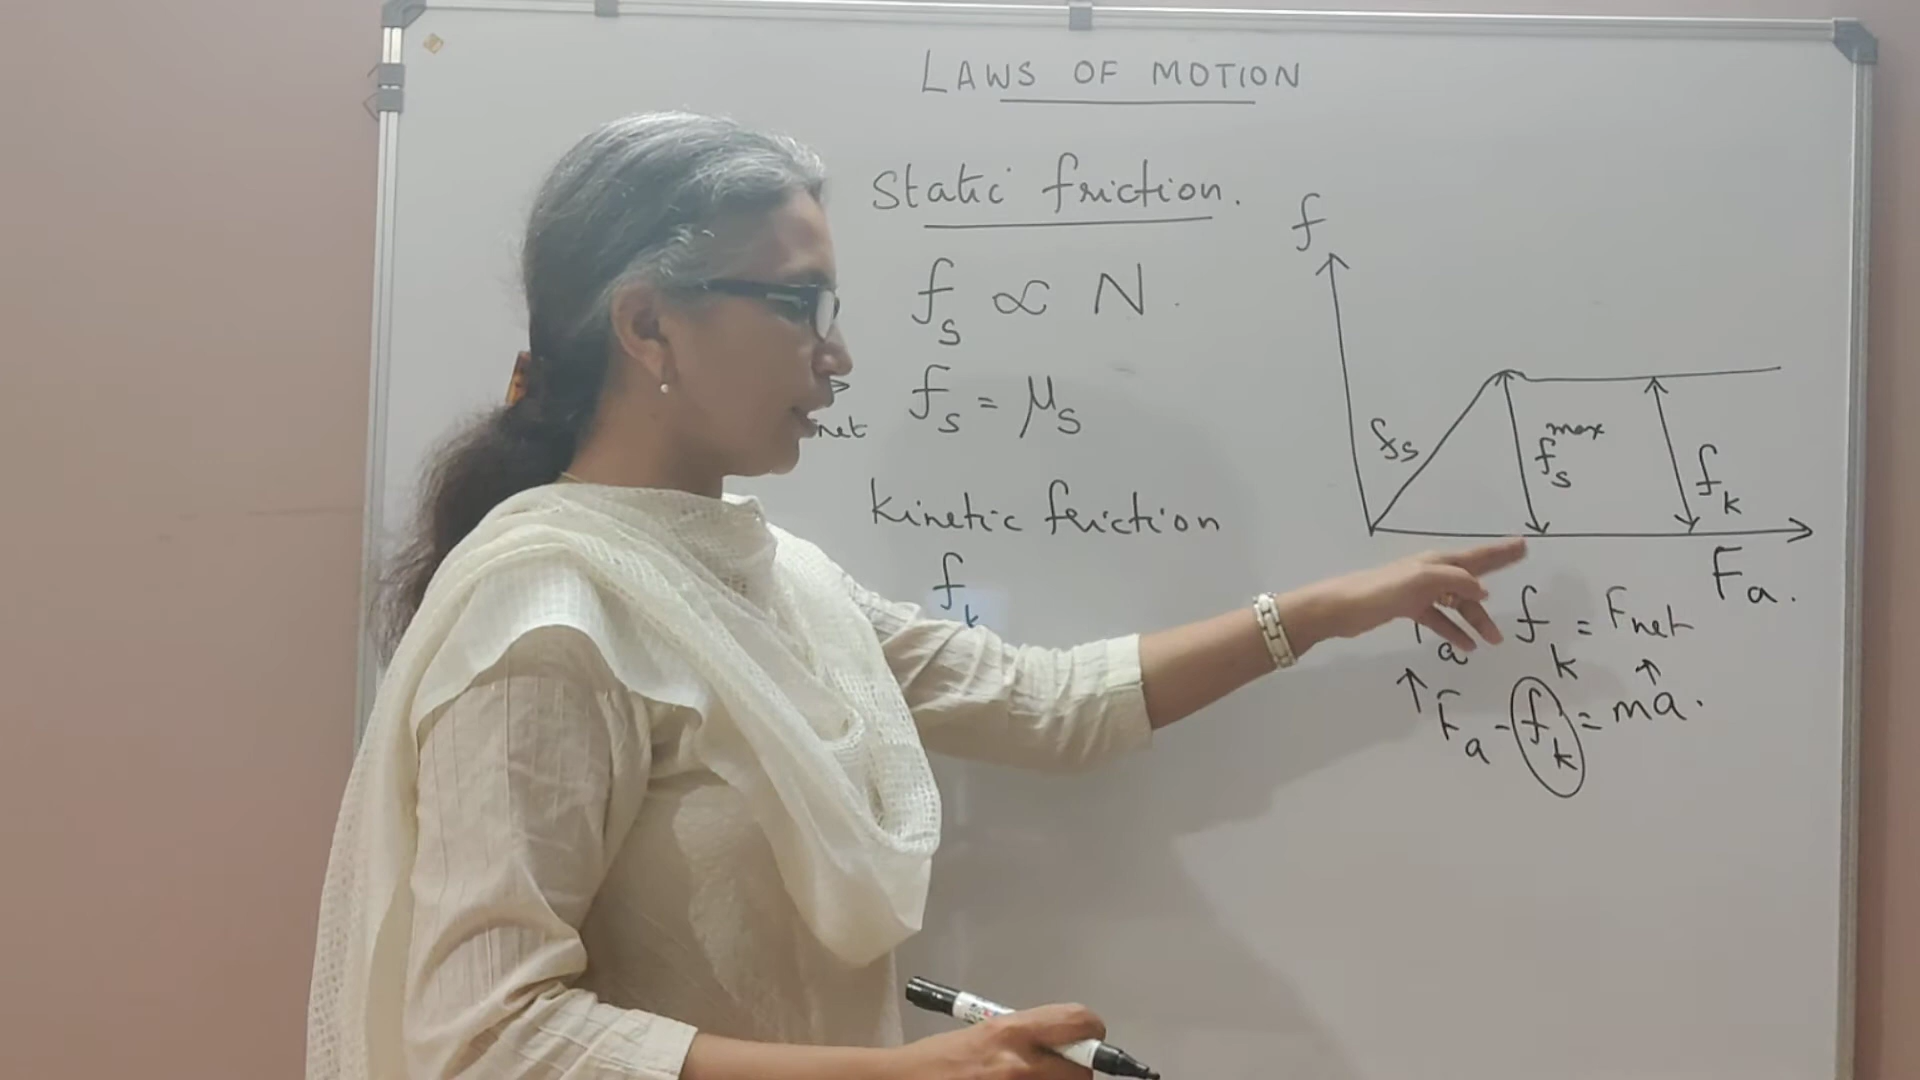 LAWS OF MOTION
Static friction.
f
fs ∝ N
fs = μs
net
fs
fs max
fk
Kinetic friction
fk
Fa.
a fk = Fnet
↑ ↑
Fa - fk = ma.